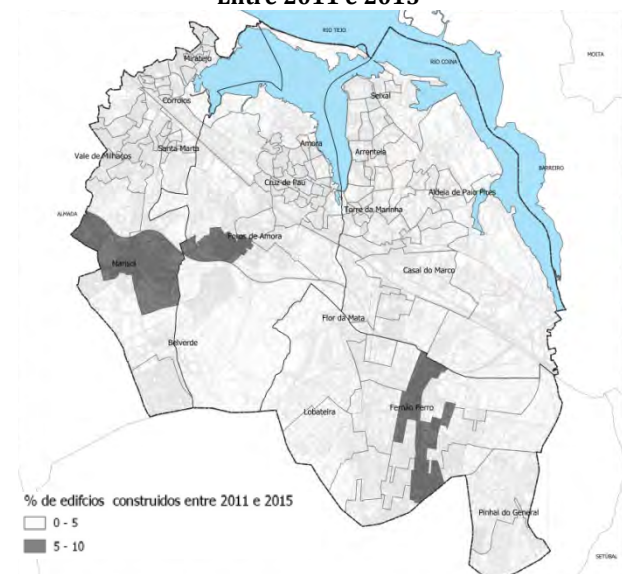 Entre 2011 e 2015
RIO TEJO
MOITA
RIO COINA
Miratejo
Corroios
Seixal
Amora
Arrentela
Vale de Milhaços
Santa Marta
BARREIRO
Cruz de Pau
Aldeia de Paio Pires
Torre da Marinha
ALMADA
Foros de Amora
Casal do Marco
Flor da Mata
Belverde
Lobateira
Fernão Ferro
% de edifcios construidos entre 2011 e 2015
0 - 5
5 - 10
Pinhal do General
SETÚBAL